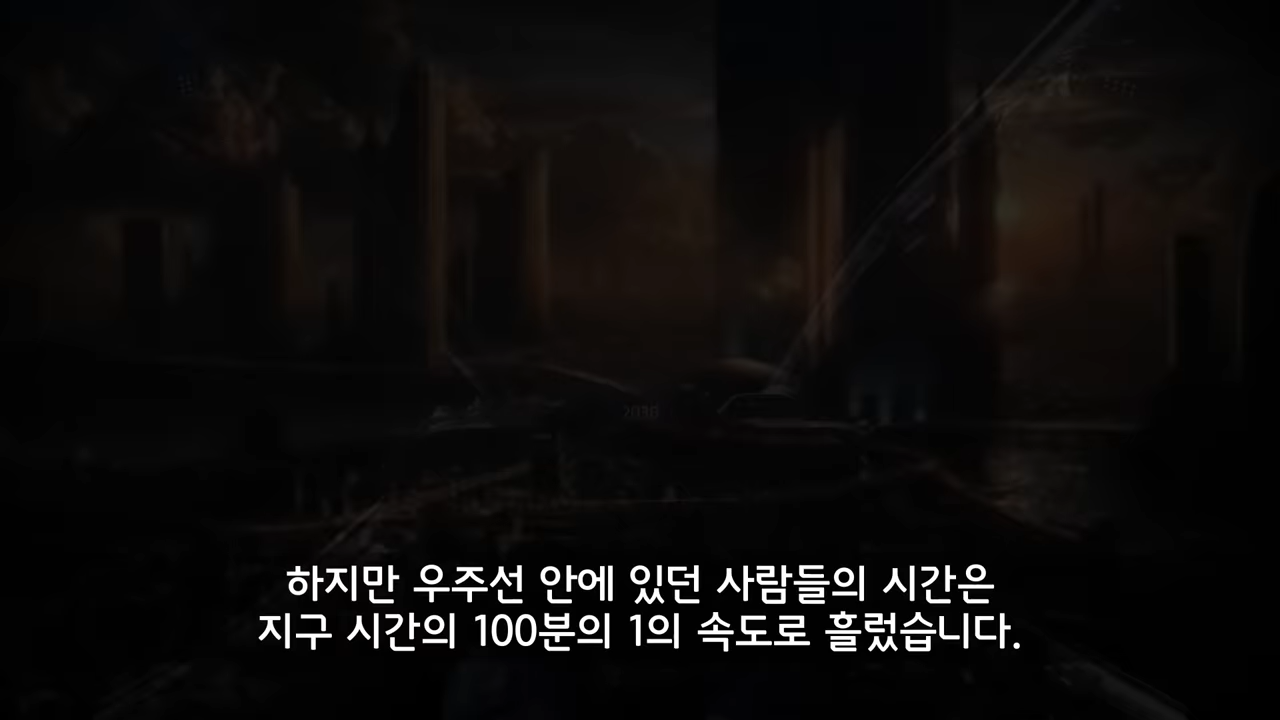 하지만 우주선 안에 있던 사람들의 시간은
지구 시간의 100분의 1의 속도로 흘렀습니다.